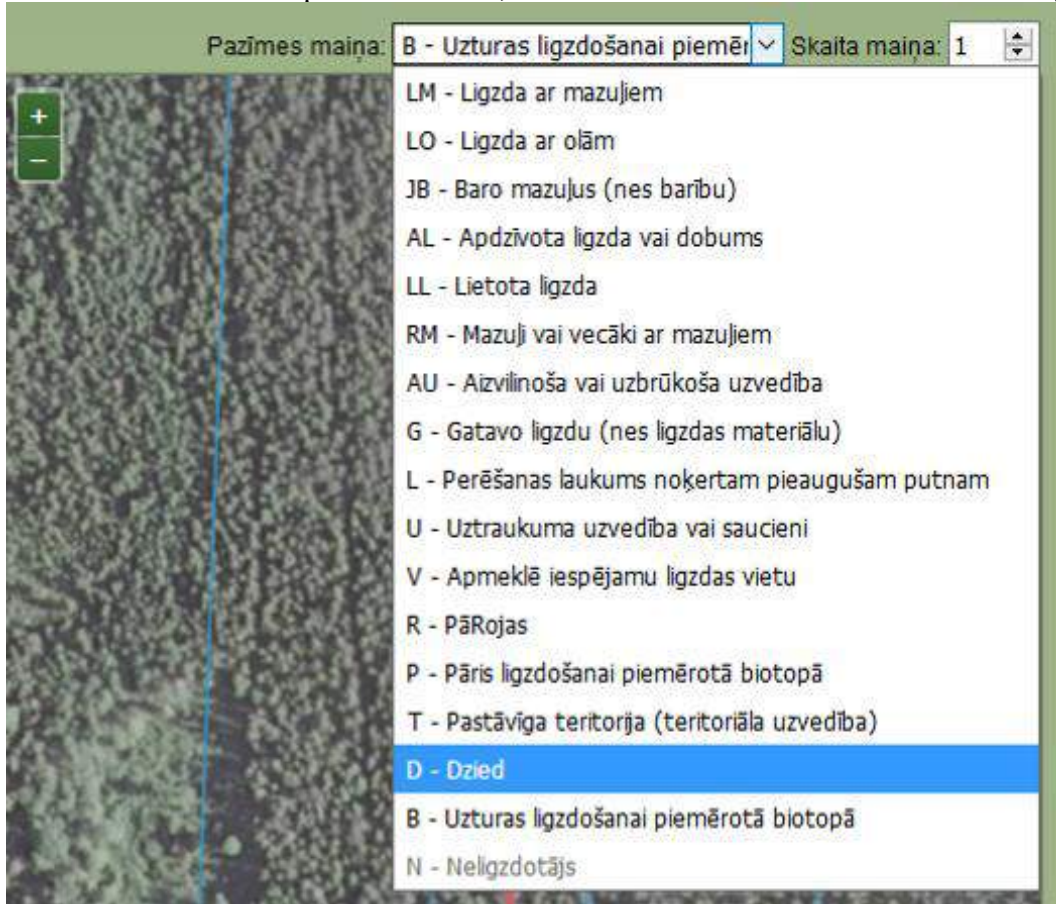 Pazīmes maiņa: B - Uzturas ligzdošanai piemēr Skaita maiņa: 1
+
−
LM - Ligzda ar mazuļiem
LO - Ligzda ar olām
JB - Baro mazuļus (nes barību)
AL - Apdzīvota ligzda vai dobums
LL - Lietota ligzda
RM - Mazuļi vai vecāki ar mazuļiem
AU - Aizvilinoša vai uzbrūkoša uzvedība
G - Gatavo ligzdu (nes ligzdas materiālu)
L - Perēšanas laukums noķertam pieaugušam putnam
U - Uztraukuma uzvedība vai saucieni
V - Apmeklē iespējamu ligzdas vietu
R - PāRojas
P - Pāris ligzdošanai piemērotā biotopā
T - Pastāvīga teritorija (teritoriāla uzvedība)
D - Dzied
B - Uzturas ligzdošanai piemērotā biotopā
N - Neligzdotājs